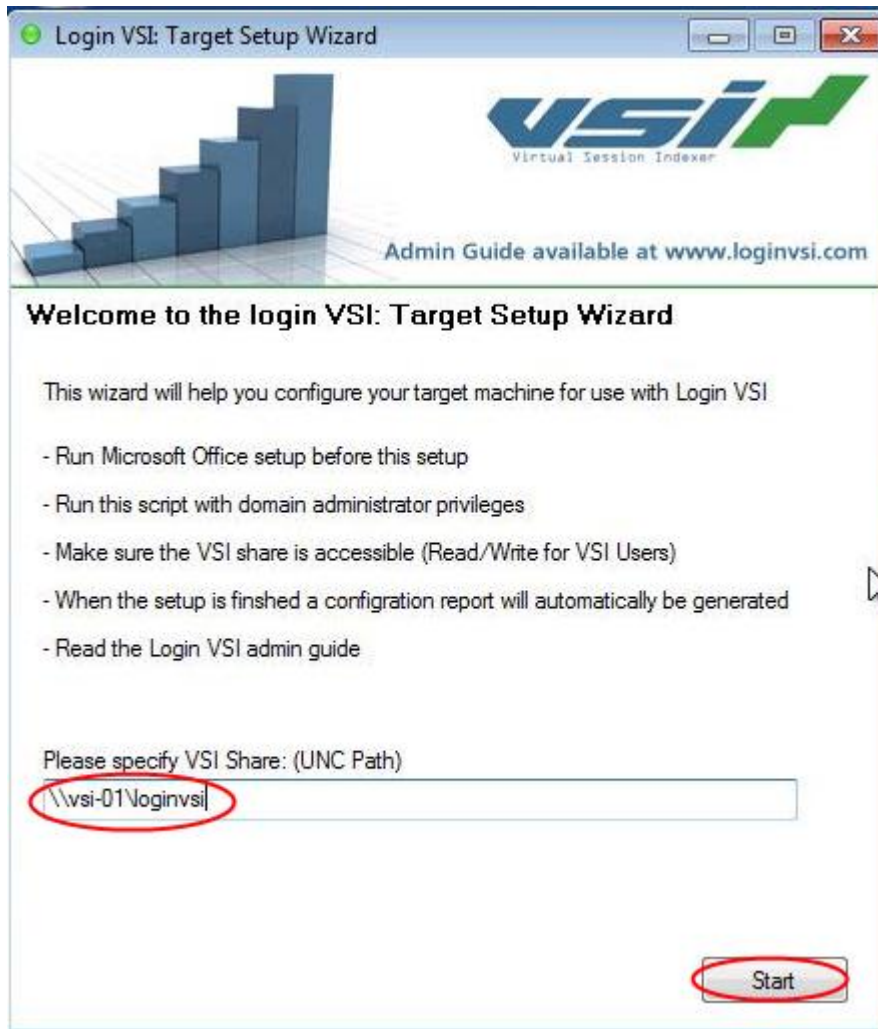 Login VSI: Target Setup Wizard
vsi
Virtual Session Indexer
Admin Guide available at www.loginvsi.com
Welcome to the login VSI: Target Setup Wizard
This wizard will help you configure your target machine for use with Login VSI
- Run Microsoft Office setup before this setup
- Run this script with domain administrator privileges
- Make sure the VSI share is accessible (Read/Write for VSI Users)
- When the setup is finshed a configration report will automatically be generated
- Read the Login VSI admin guide
Please specify VSI Share: (UNC Path)
\\vsi-01\loginvsi
Start